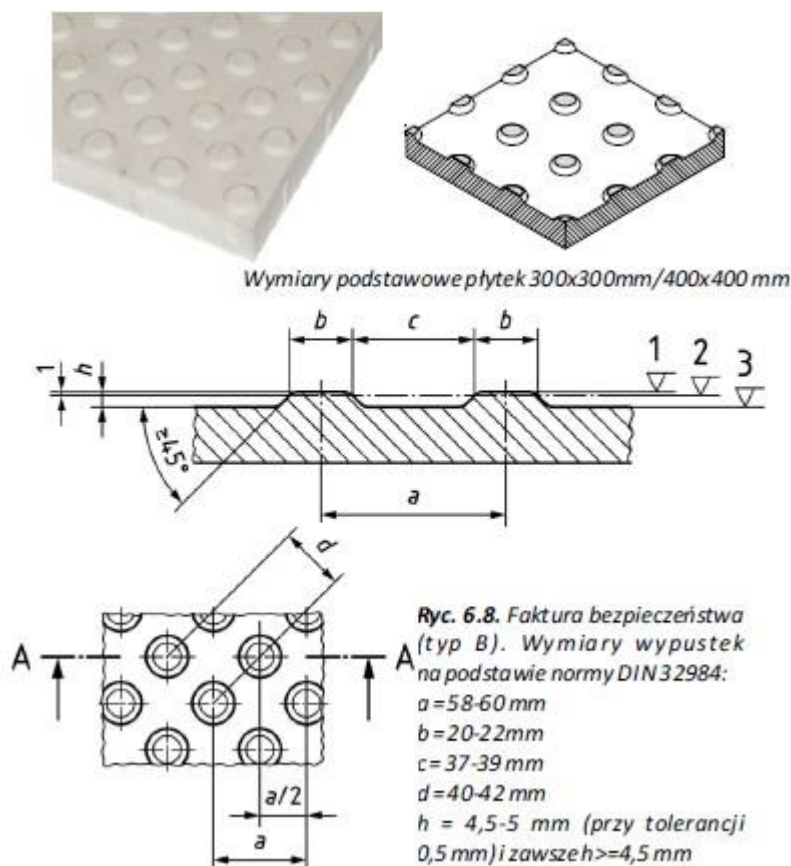 Wymiary podstawowe płytek 300x300mm/400x400 mm
b c b
1 h 1 2 3
≥45°
a
d
A A
a/2
a
Ryc. 6.8. Faktura bezpieczeństwa
(typ B). Wymiary wypustek
na podstawie normy DIN 32984:
a=58-60 mm
b=20-22mm
c=37-39 mm
d=40-42 mm
h = 4,5-5 mm (przy tolerancji
0,5 mm) i zawsze h>=4,5 mm